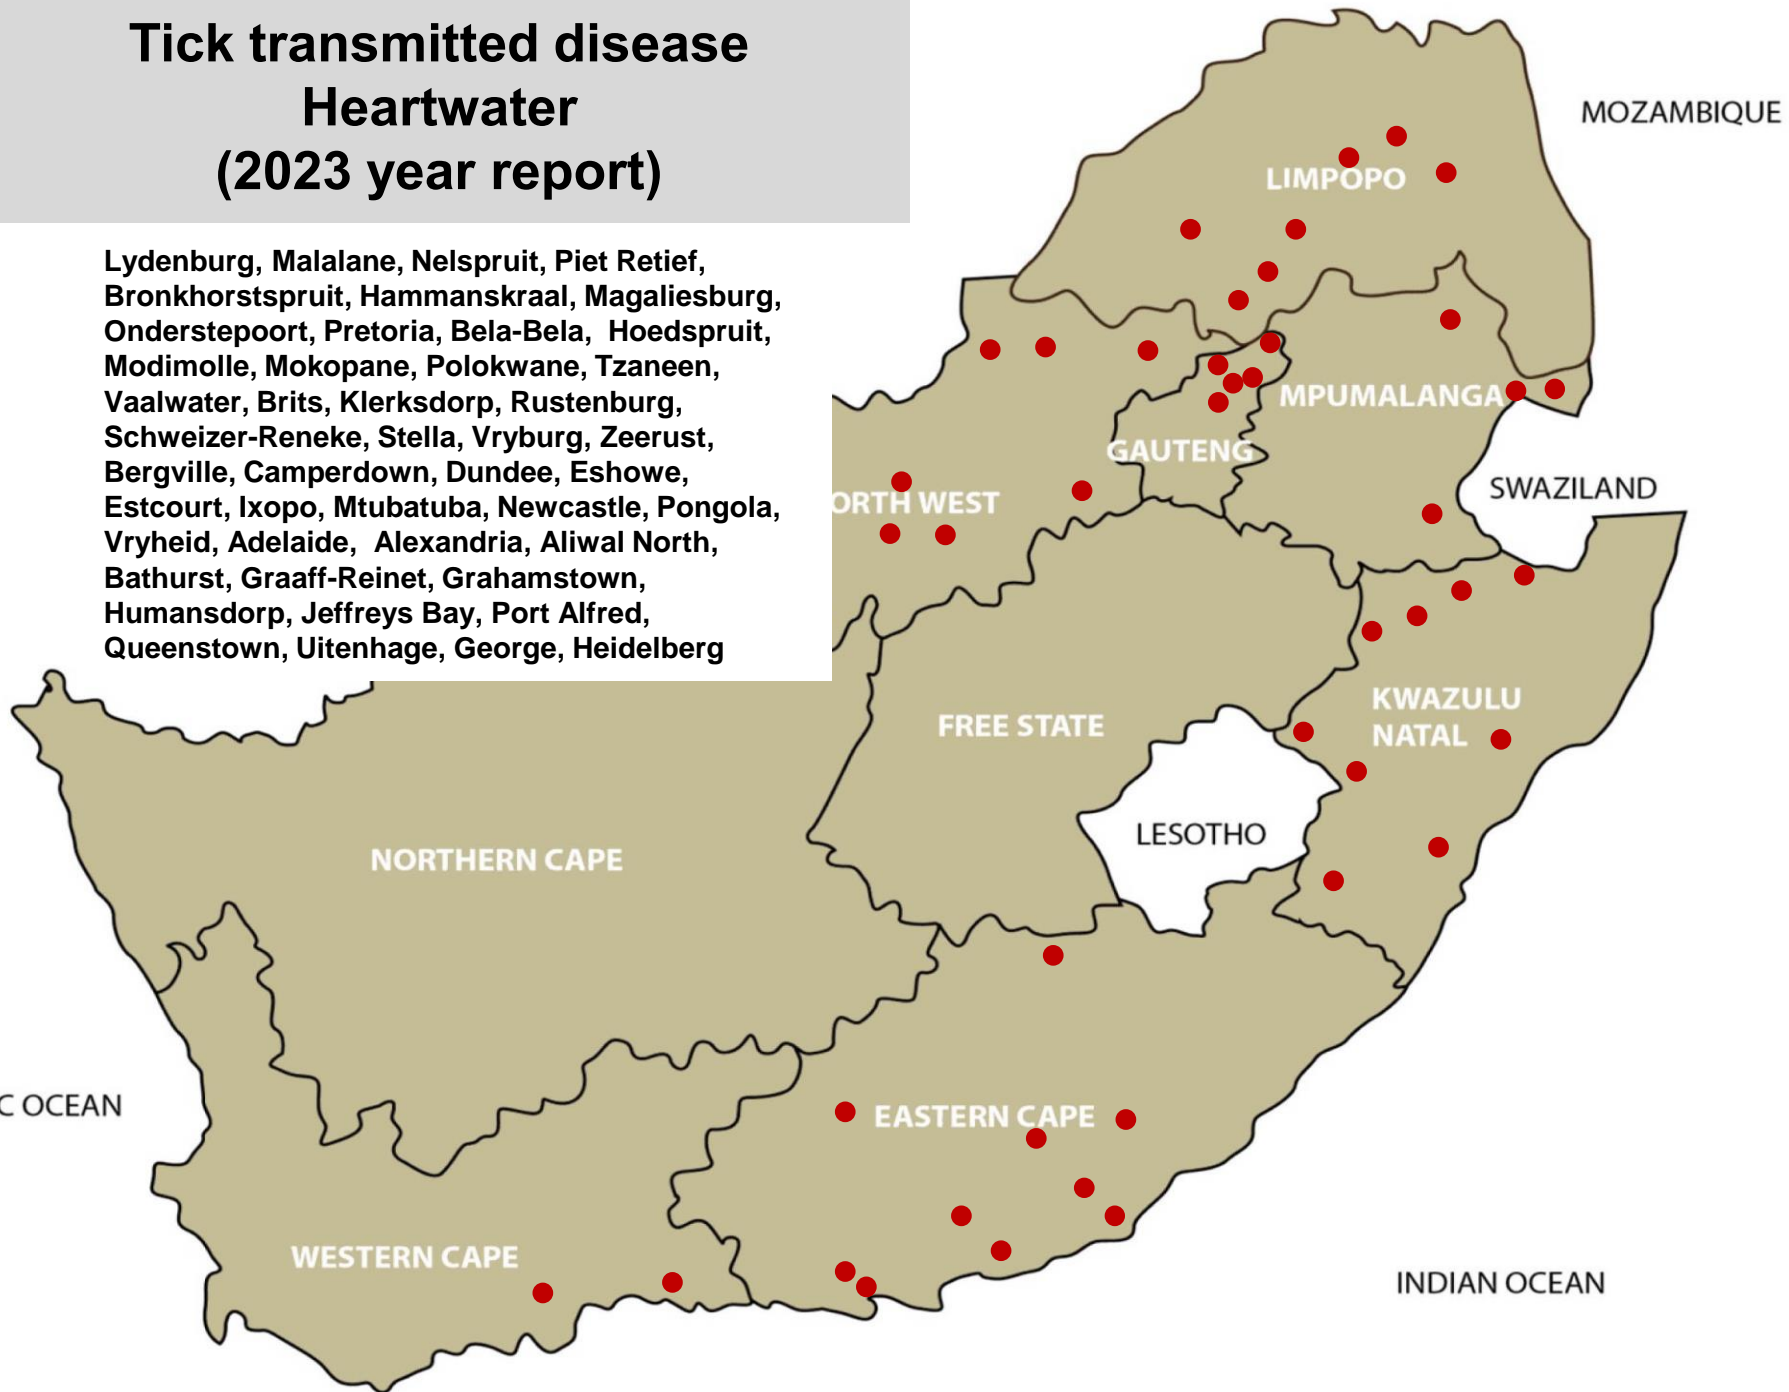 Tick transmitted disease
Heartwater
(2023 year report)
Lydenburg, Malalane, Nelspruit, Piet Retief,
Bronkhorstspruit, Hammanskraal, Magaliesburg,
Onderstepoort, Pretoria, Bela-Bela, Hoedspruit,
Modimolle, Mokopane, Polokwane, Tzaneen,
Vaalwater, Brits, Klerksdorp, Rustenburg,
Schweizer-Reneke, Stella, Vryburg, Zeerust,
Bergville, Camperdown, Dundee, Eshowe,
Estcourt, Ixopo, Mtubatuba, Newcastle, Pongola,
Vryheid, Adelaide, Alexandria, Aliwal North,
Bathurst, Graaff-Reinet, Grahamstown,
Humansdorp, Jeffreys Bay, Port Alfred,
Queenstown, Uitenhage, George, Heidelberg
MOZAMBIQUE
LIMPOPO
MPUMALANGA
GAUTENG
SWAZILAND
ORTH WEST
KWAZULU
NATAL
FREE STATE
LESOTHO
NORTHERN CAPE
C OCEAN
EASTERN CAPE
WESTERN CAPE
INDIAN OCEAN